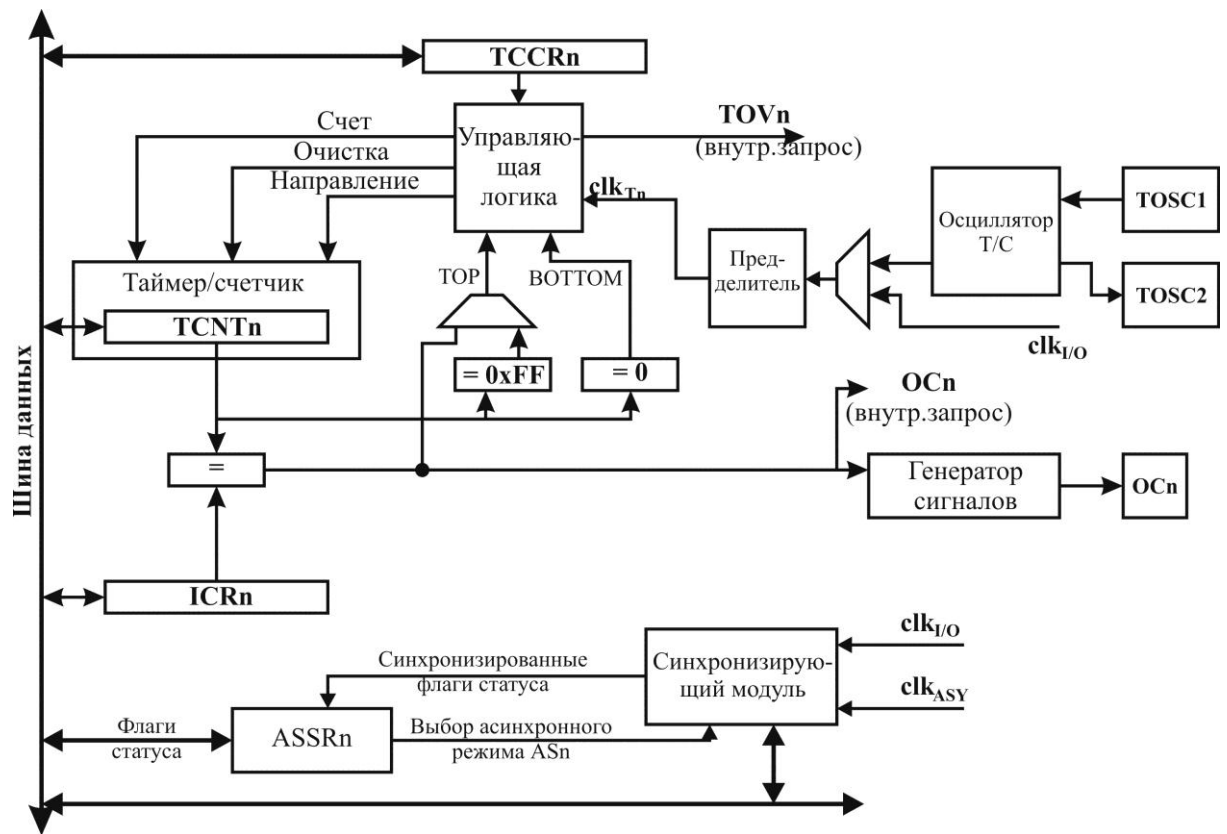 TCCRn
Счет
Управляю-
щая
логика
TOVn
(внутр.запрос)
Очистка
Направление
clkTn
Осциллятор
Т/С
TOSC1
TOSC2
Пред-
делитель
clkI/O
Таймер/счетчик
TCNTn
TOP
BOTTOM
= 0xFF
= 0
OCn
(внутр.запрос)
Шина данных
=
Генератор
сигналов
OCn
ICRn
Синхронизированные
флаги статуса
Синхронизирую-
щий модуль
clkI/O
clkASY
Флаги
статуса
ASSRn
Выбор асинхронного
режима ASn